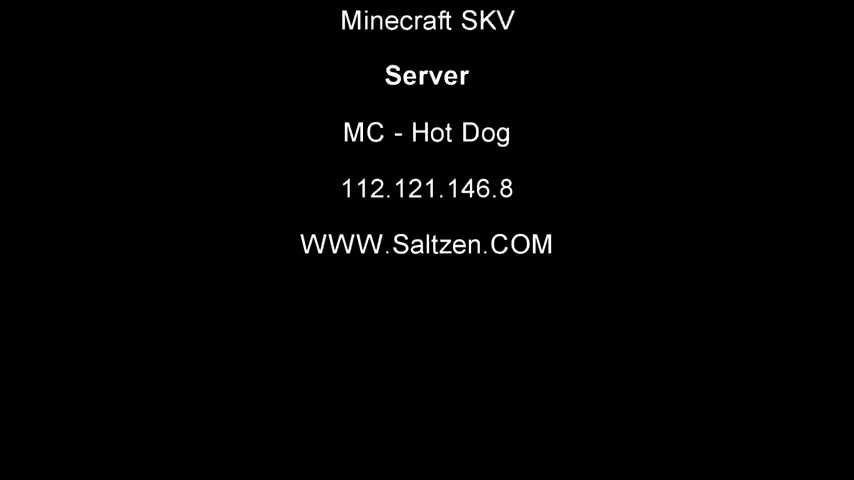 Minecraft SKV
Server
MC - Hot Dog
112.121.146.8
WWW.Saltzen.COM